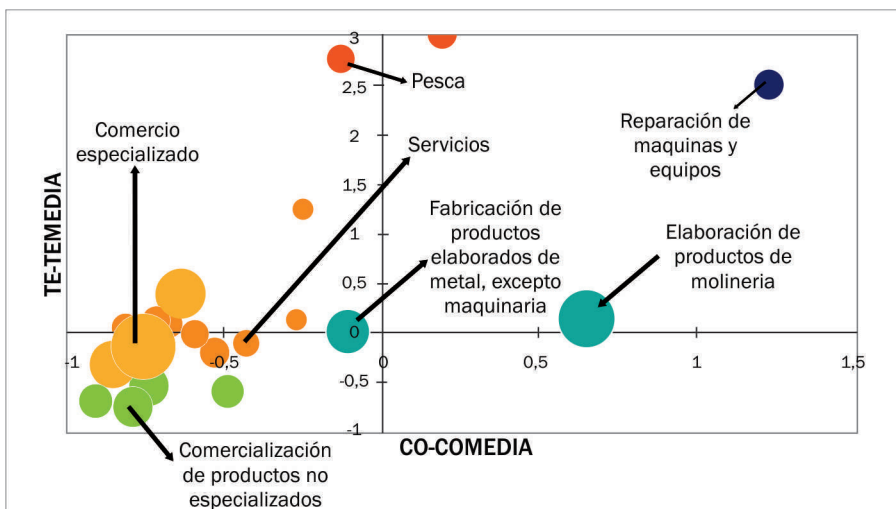 3
2,5
2
1,5
1
0,5
0
-0,5
-1
-1
-0,5
0
0,5
1
1,5
TE-TEMEDIA
CO-COMEDIA
Comercio
especializado
Pesca
Servicios
Reparación de
maquinas y
equipos
Fabricación de
productos
elaborados de
metal, excepto
maquinaria
Elaboración de
productos de
molineria
Comercialización
de productos no
especializados